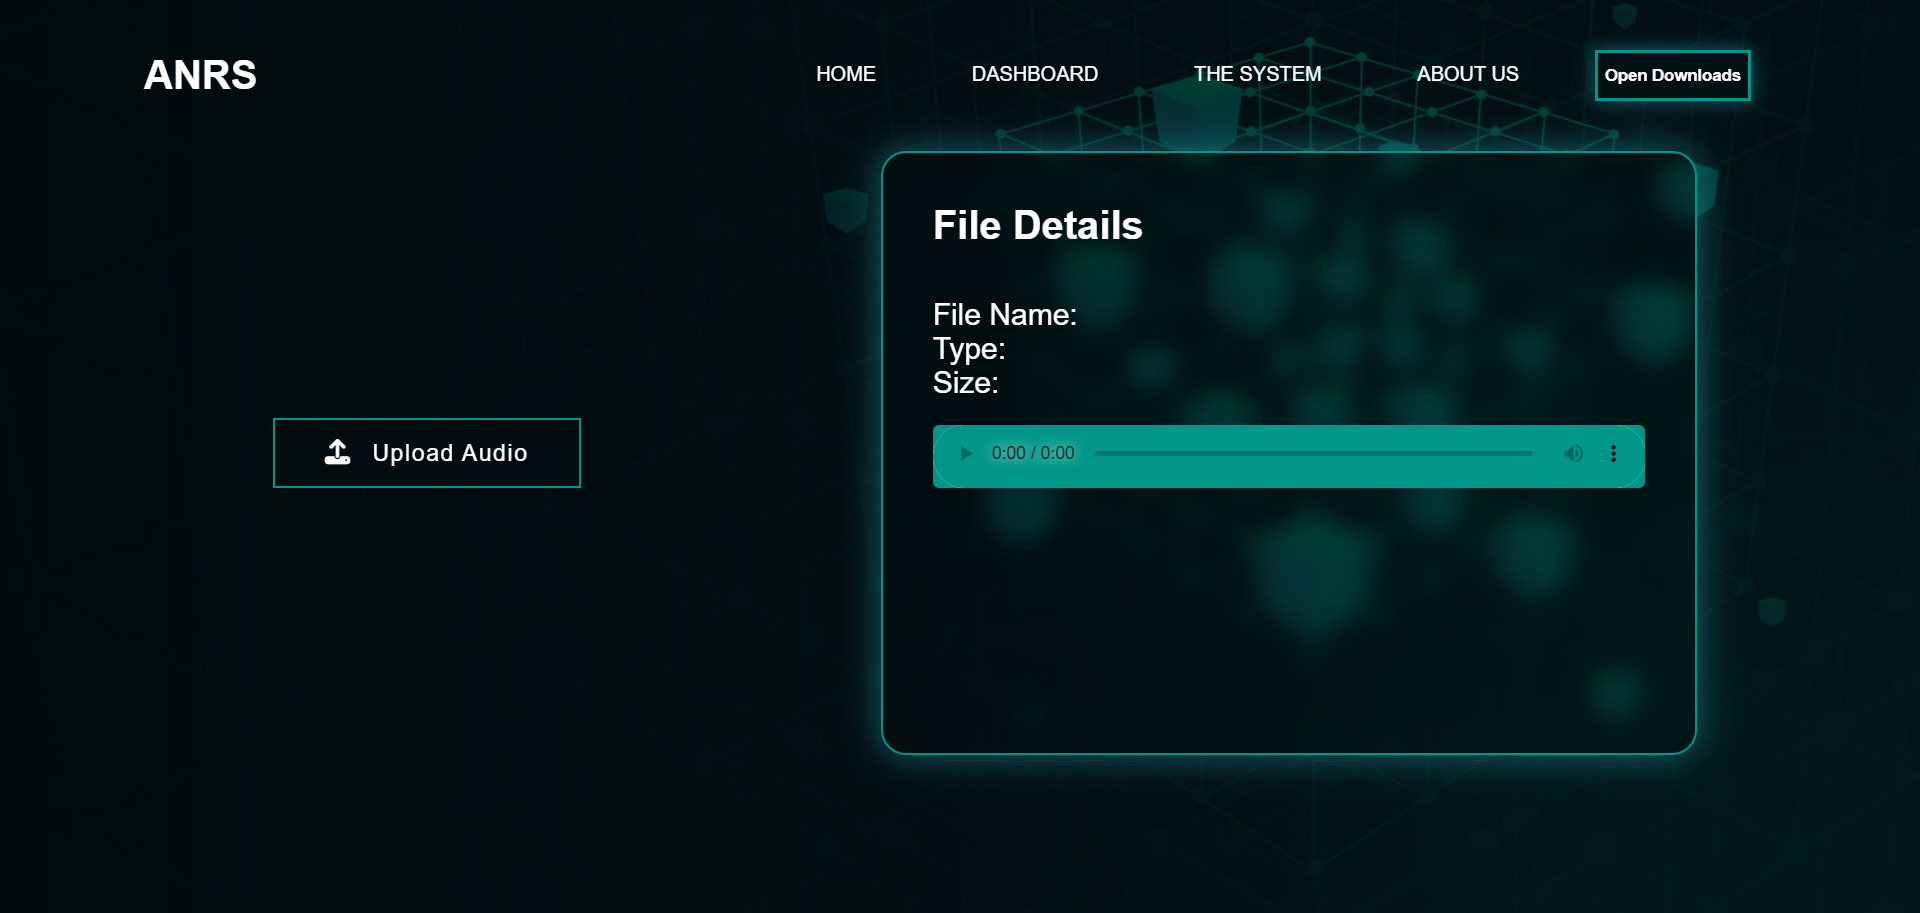 ANRS
HOME
DASHBOARD
THE SYSTEM
ABOUT US
Open Downloads
File Details
File Name:
Type:
Size:
Upload Audio
0:00 / 0:00